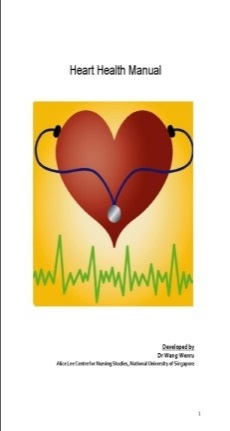 Heart Health Manual
Developed by
Dr Wang Wenru
Alice Lee Centre for Nursing Studies, National University of Singapore
1